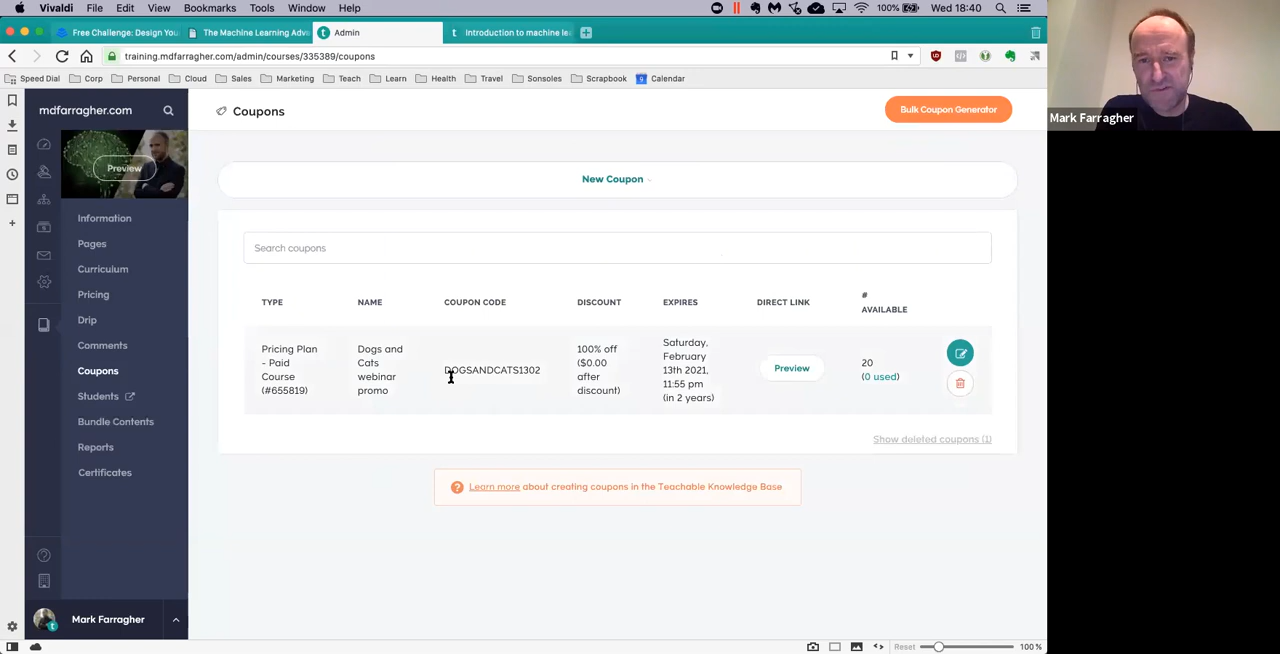 Vivaldi File Edit View Bookmarks Tools Window Help
100% Wed 18:40
Free Challenge: Design You
The Machine Learning Adv
Admin
Introduction to machine le
training.mdfarragher.com/admin/courses/335389/coupons
Speed Dial Corp Personal Cloud Sales Marketing Teach Learn Health Travel Sonsoles Scrapbook Calendar
Mark Farragher
mdfarragher.com
Preview
Information
Pages
Curriculum
Pricing
Drip
Comments
Coupons
Students
Bundle Contents
Reports
Certificates
Mark Farragher
Coupons
Bulk Coupon Generator
New Coupon
Search coupons
TYPE NAME COUPON CODE DISCOUNT EXPIRES DIRECT LINK # AVAILABLE
Pricing Plan
- Paid
Course
(#655819)
Dogs and
Cats
webinar
promo
DOGSANDCATS1302
100% off
($0.00
after
discount)
Saturday,
February
13th 2021,
11:55 pm
(in 2 years)
Preview
20
(0 used)
Show deleted coupons (1)
Learn more about creating coupons in the Teachable Knowledge Base
Reset 100 %